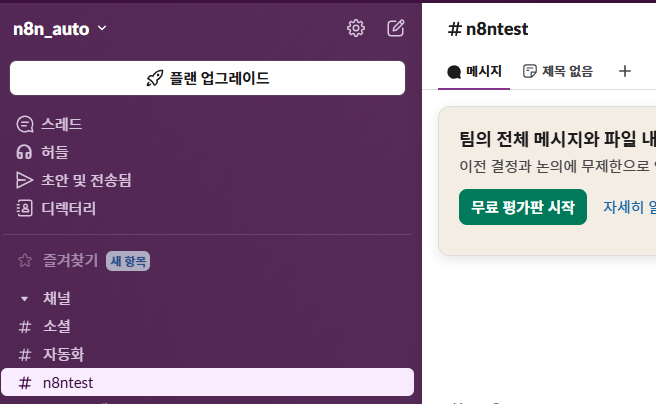 n8n_auto
플랜 업그레이드
스레드
허들
초안 및 전송됨
디렉터리
즐겨찾기 새 항목
채널
# 소셜
# 자동화
# n8ntest
# n8ntest
메시지 제목 없음 +
팀의 전체 메시지와 파일 내
이전 결정과 논의에 무제한으로
무료 평가판 시작 자세히